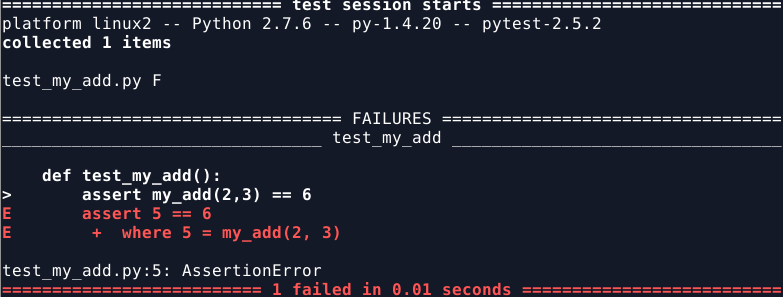 =========================== test session starts ============================
platform linux2 -- Python 2.7.6 -- py-1.4.20 -- pytest-2.5.2
collected 1 items

test_my_add.py F

================================== FAILURES ==================================
________________________________ test_my_add _________________________________

    def test_my_add():
>       assert my_add(2,3) == 6
E       assert 5 == 6
E        +  where 5 = my_add(2, 3)

test_my_add.py:5: AssertionError
========================== 1 failed in 0.01 seconds ==========================